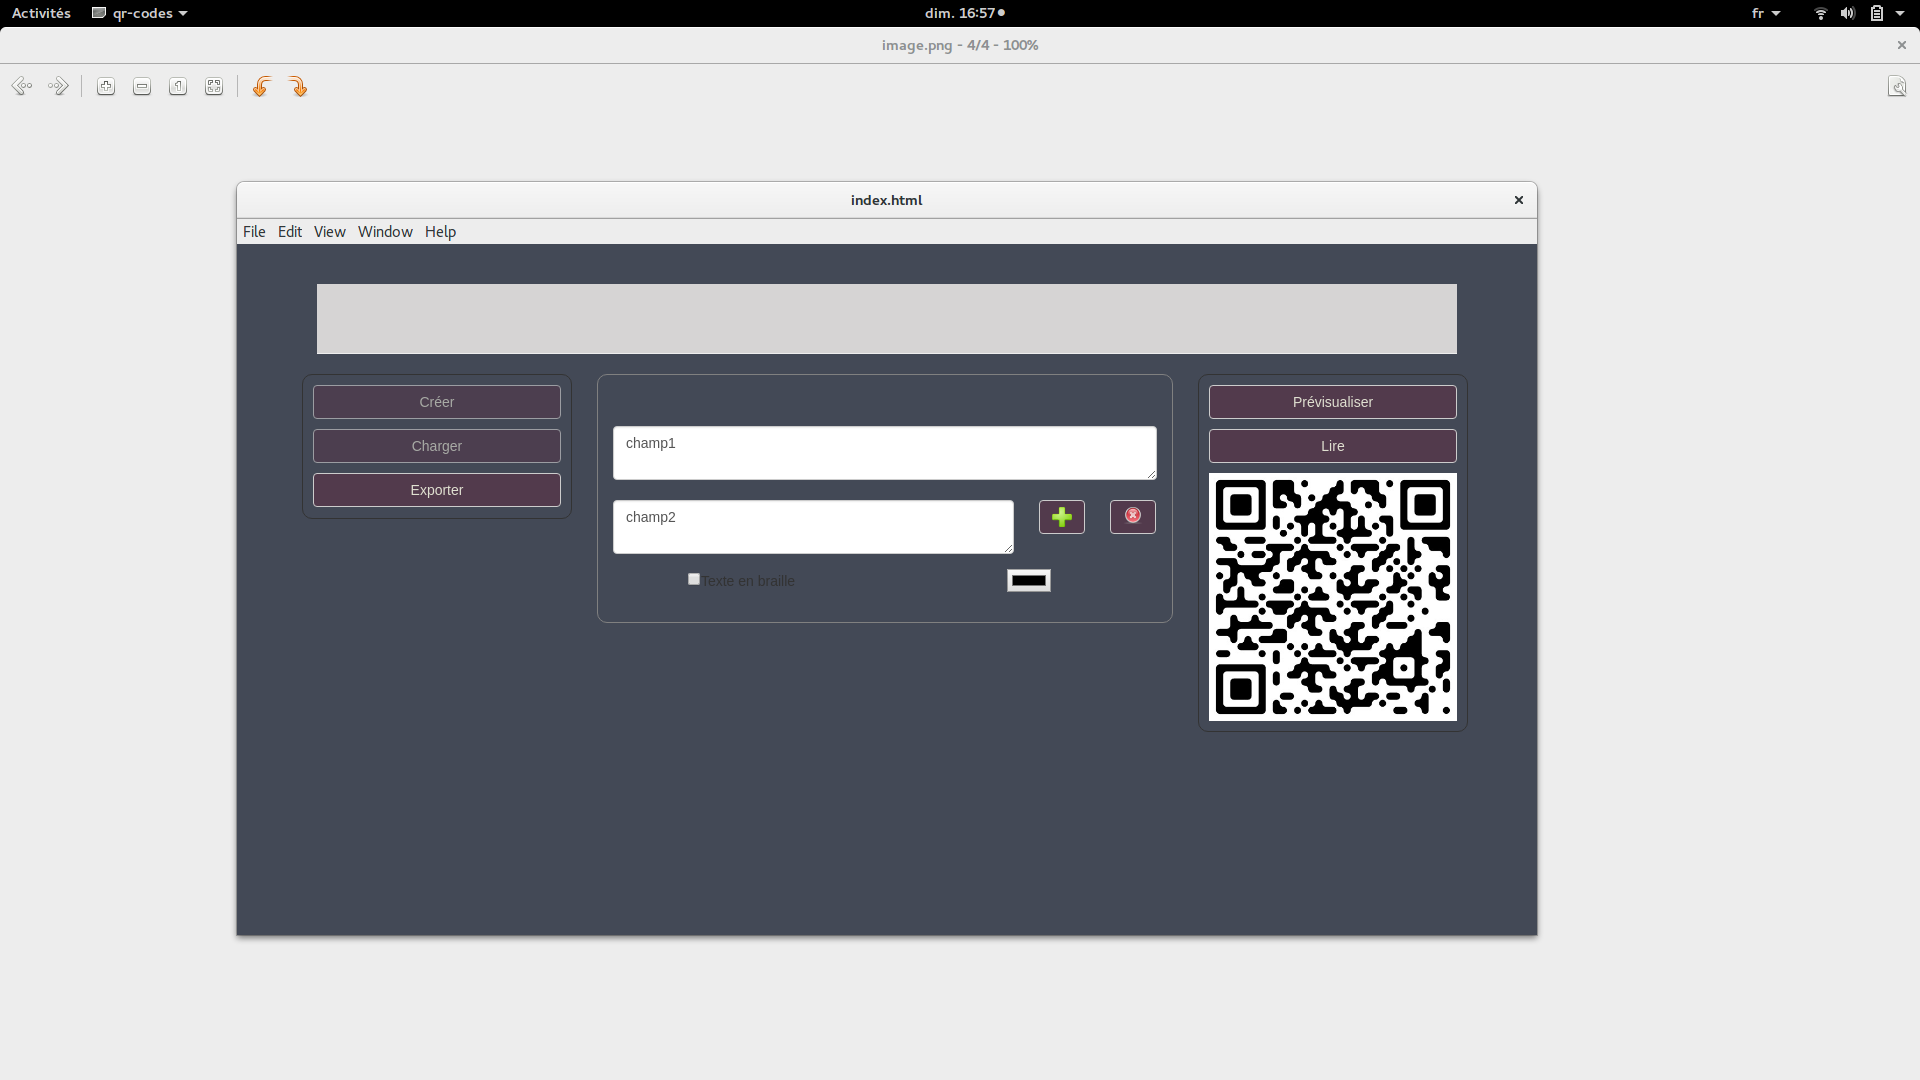 Activités qr-codes dim. 16:57 fr
image.png - 4/4 - 100%
index.html
File Edit View Window Help
Créer
Charger
Exporter
champ1
champ2
Texte en braille
Prévisualiser
Lire